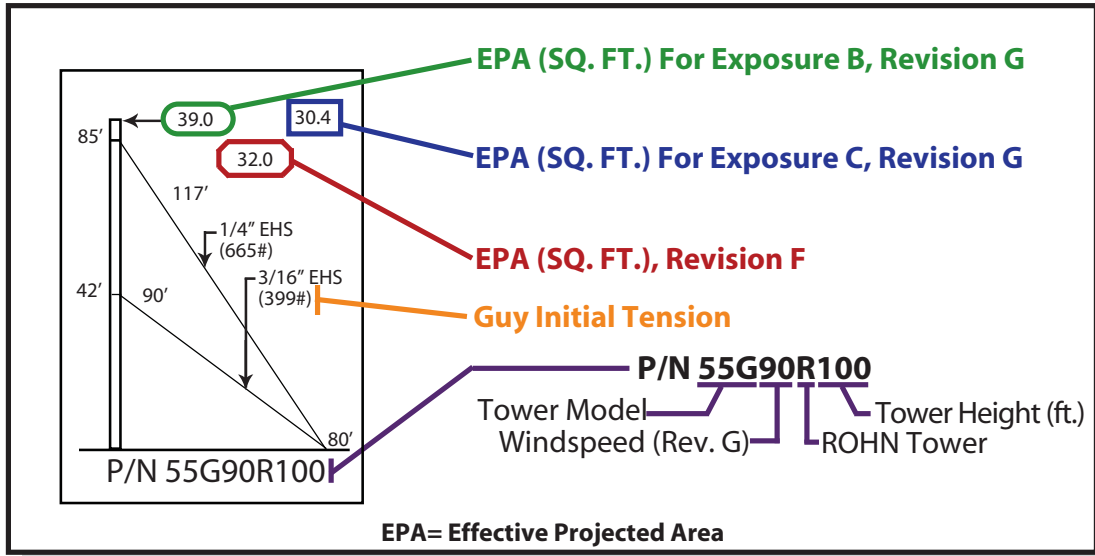 EPA (SQ. FT.) For Exposure B, Revision G
39.0
30.4
85’
32.0
EPA (SQ. FT.) For Exposure C, Revision G
117’
1/4” EHS
(665#)
EPA (SQ. FT.), Revision F
3/16” EHS
(399#)
42’
90’
Guy Initial Tension
P/N 55G90R100
Tower Model
Tower Height (ft.)
Windspeed (Rev. G)
ROHN Tower
80’
P/N 55G90R100
EPA= Effective Projected Area